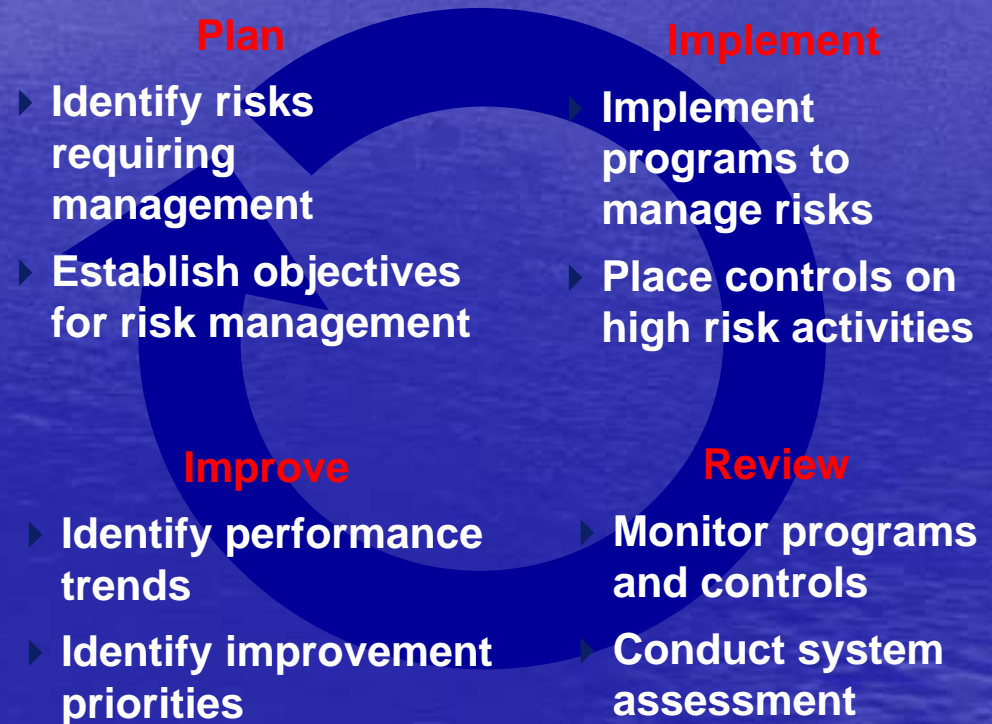 Plan
Identify risks
requiring
management
Establish objectives
for risk management
Implement
Implement
programs to
manage risks
Place controls on
high risk activities
Improve
Identify performance
trends
Identify improvement
priorities
Review
Monitor programs
and controls
Conduct system
assessment